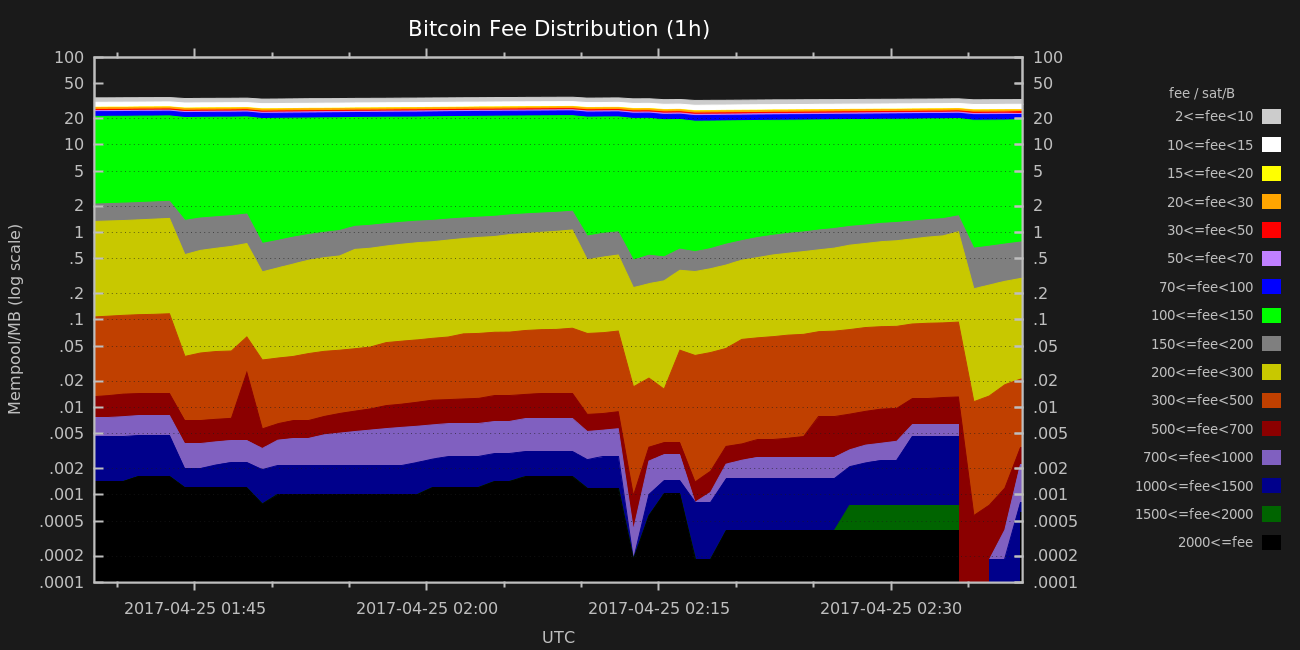 Bitcoin Fee Distribution (1h)
Mempool/MB (log scale)
100
50
20
10
5
2
1
.5
.2
.1
.05
.02
.01
.005
.002
.001
.0005
.0002
.0001
100
50
20
10
5
2
1
.5
.2
.1
.05
.02
.01
.005
.002
.001
.0005
.0002
.0001
2017-04-25 01:45
2017-04-25 02:00
2017-04-25 02:15
2017-04-25 02:30
UTC
fee / sat/B
2<=fee<10
10<=fee<15
15<=fee<20
20<=fee<30
30<=fee<50
50<=fee<70
70<=fee<100
100<=fee<150
150<=fee<200
200<=fee<300
300<=fee<500
500<=fee<700
700<=fee<1000
1000<=fee<1500
1500<=fee<2000
2000<=fee